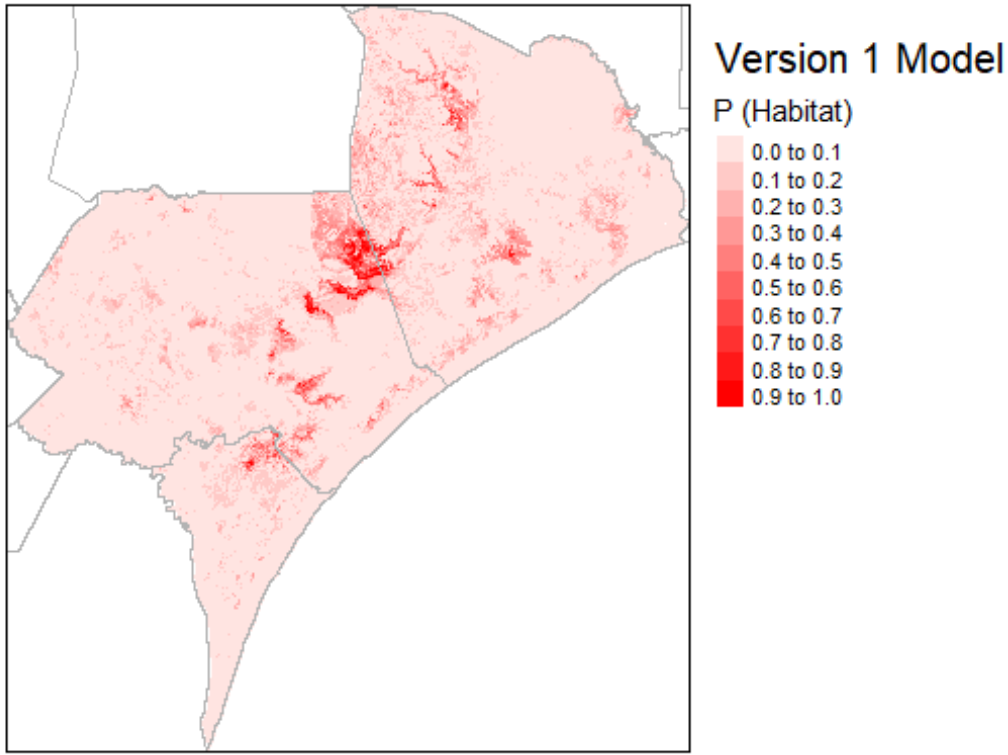 Version 1 Model
P (Habitat)
0.0 to 0.1
0.1 to 0.2
0.2 to 0.3
0.3 to 0.4
0.4 to 0.5
0.5 to 0.6
0.6 to 0.7
0.7 to 0.8
0.8 to 0.9
0.9 to 1.0